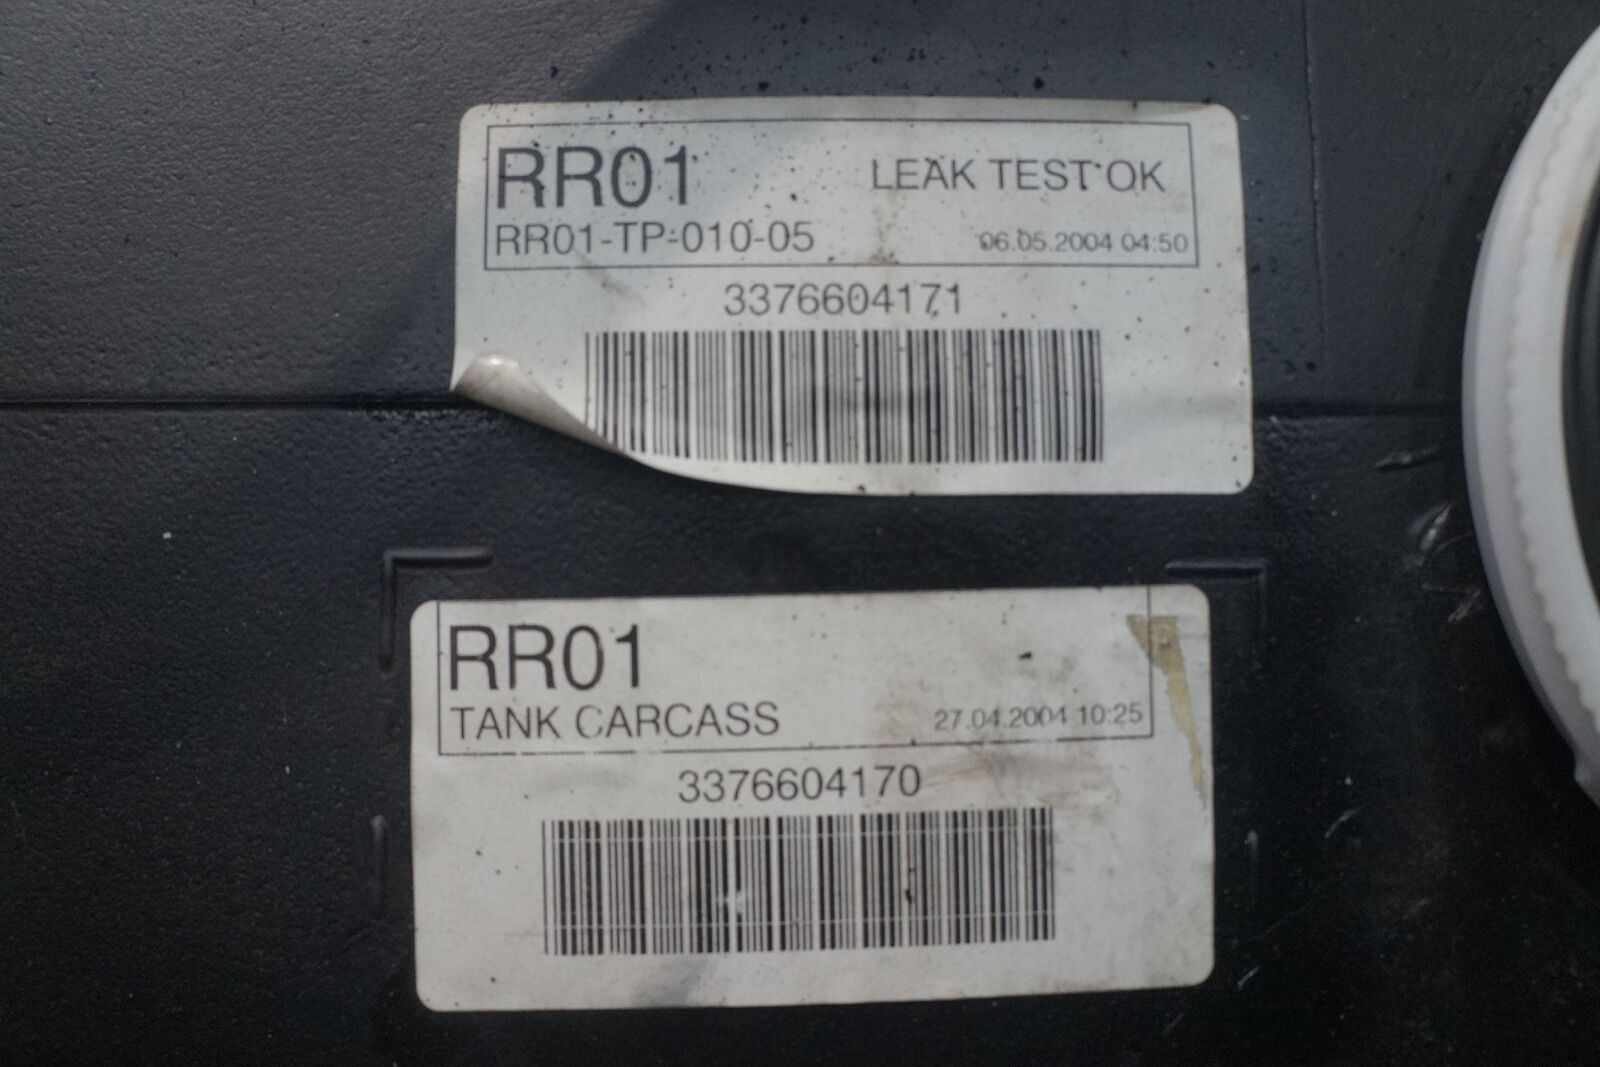 RR01
LEAK TEST OK
RR01-TP-010-05
06.05.2004 04:50
3376604171
RR01
TANK CARCASS
27.04.2004 10:25
3376604170